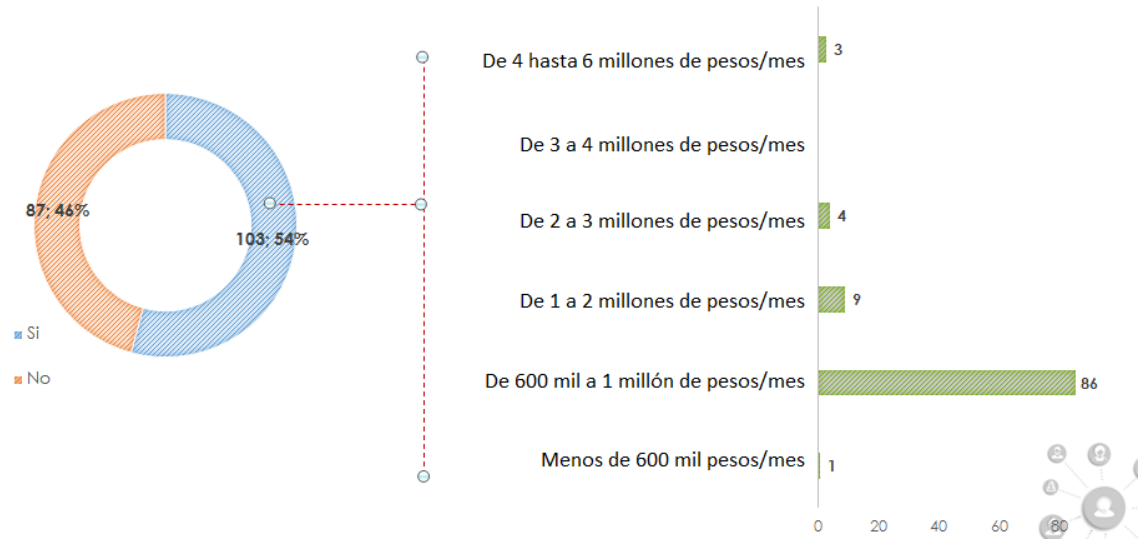 87; 46%
103; 54%
Si
No
De 4 hasta 6 millones de pesos/mes 3
De 3 a 4 millones de pesos/mes
De 2 a 3 millones de pesos/mes 4
De 1 a 2 millones de pesos/mes 9
De 600 mil a 1 millón de pesos/mes 86
Menos de 600 mil pesos/mes 1
0 20 40 60 80